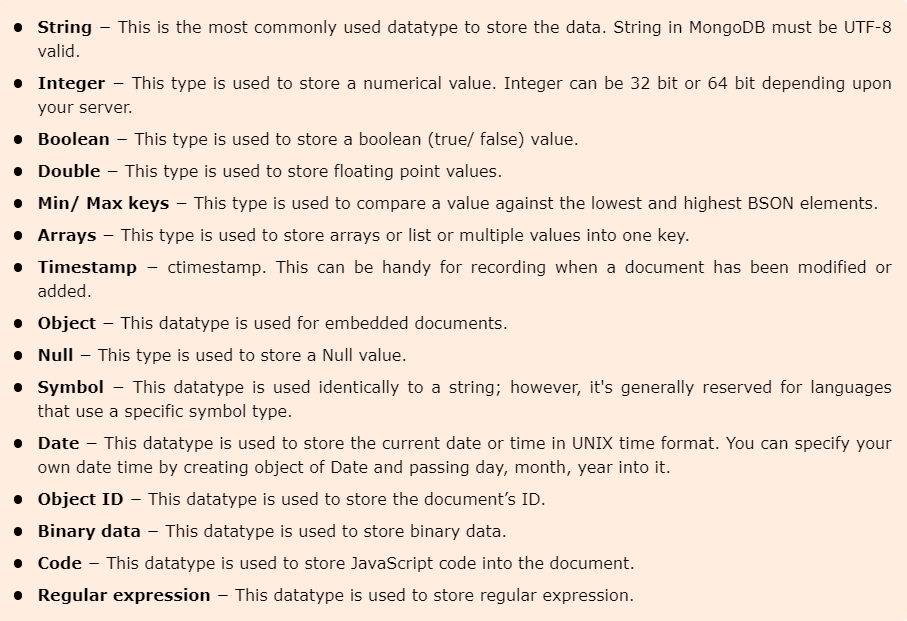 ● String − This is the most commonly used datatype to store the data. String in MongoDB must be UTF-8
valid.
● Integer − This type is used to store a numerical value. Integer can be 32 bit or 64 bit depending upon
your server.
● Boolean − This type is used to store a boolean (true/ false) value.
● Double − This type is used to store floating point values.
● Min/ Max keys − This type is used to compare a value against the lowest and highest BSON elements.
● Arrays − This type is used to store arrays or list or multiple values into one key.
● Timestamp − ctimestamp. This can be handy for recording when a document has been modified or
added.
● Object − This datatype is used for embedded documents.
● Null − This type is used to store a Null value.
● Symbol − This datatype is used identically to a string; however, it's generally reserved for languages
that use a specific symbol type.
● Date − This datatype is used to store the current date or time in UNIX time format. You can specify your
own date time by creating object of Date and passing day, month, year into it.
● Object ID − This datatype is used to store the document’s ID.
● Binary data − This datatype is used to store binary data.
● Code − This datatype is used to store JavaScript code into the document.
● Regular expression − This datatype is used to store regular expression.